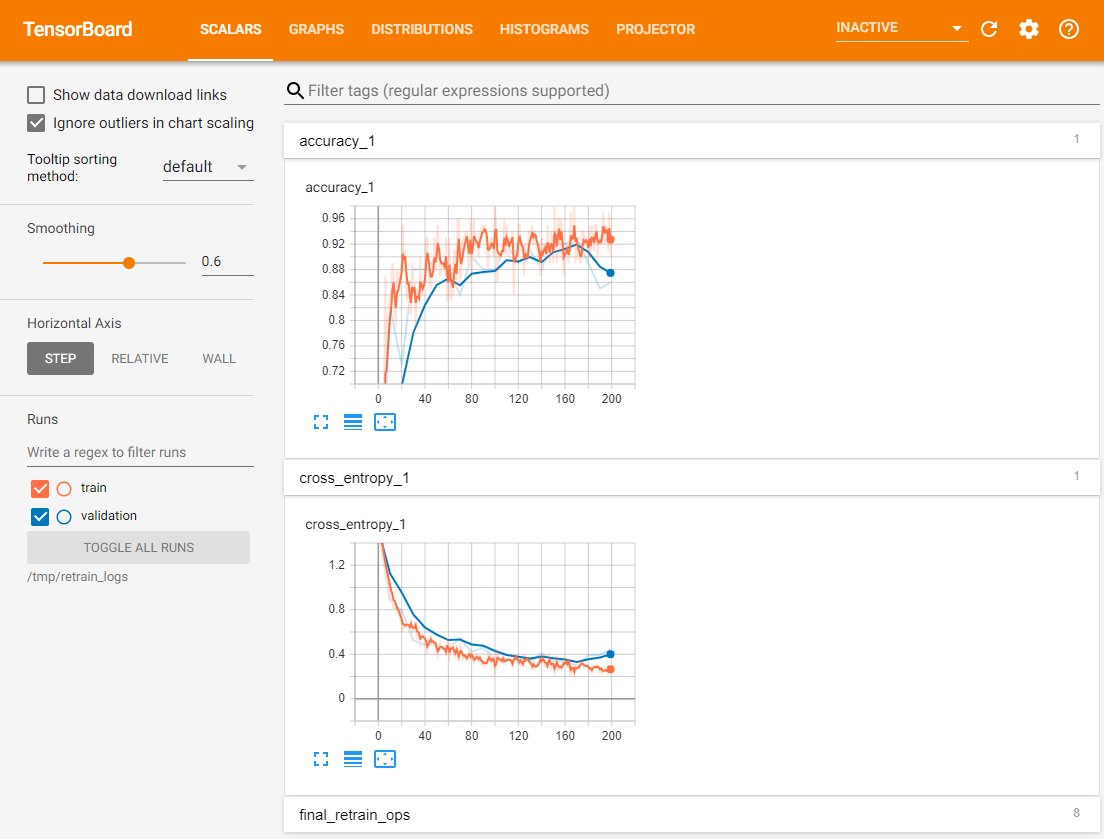 TensorBoard SCALARS GRAPHS DISTRIBUTIONS HISTOGRAMS PROJECTOR INACTIVE
Show data download links
Ignore outliers in chart scaling
Tooltip sorting
method:
default
Smoothing
0.6
Horizontal Axis
STEP RELATIVE WALL
Runs
Write a regex to filter runs
train
validation
TOGGLE ALL RUNS
/tmp/retrain_logs
Filter tags (regular expressions supported)
accuracy_1 1
accuracy_1
0.96
0.92
0.88
0.84
0.8
0.76
0.72
0 40 80 120 160 200
cross_entropy_1 1
cross_entropy_1
1.2
0.8
0.4
0
0 40 80 120 160 200
final_retrain_ops 8